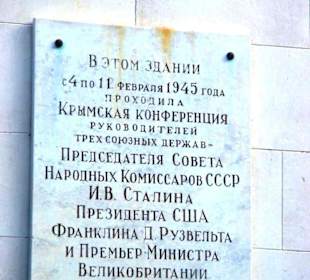 В ЭТОМ ЗДАНИИ
С 4 ПО 11 ФЕВРАЛЯ 1945 ГОДА
ПРОХОДИЛА
КРЫМСКАЯ КОНФЕРЕНЦИЯ
РУКОВОДИТЕЛЕЙ
ТРЕХ СОЮЗНЫХ ДЕРЖАВ-
ПРЕДСЕДАТЕЛЯ СОВЕТА
НАРОДНЫХ КОМИССАРОВ СССР
И.В. СТАЛИНА
ПРЕЗИДЕНТА США
ФРАНКЛИНА Д. РУЗВЕЛЬТА
И ПРЕМЬЕР-МИНИСТРА
ВЕЛИКОБРИТАНИИ